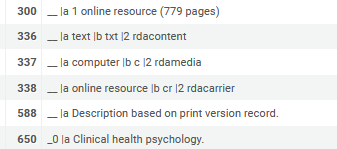 300 __ |a 1 online resource (779 pages)
336 __ |a text |b txt |2 rdacontent
337 __ |a computer |b c |2 rdamedia
338 __ |a online resource |b cr |2 rdacarrier
588 __ |a Description based on print version record.
650 _0 |a Clinical health psychology.